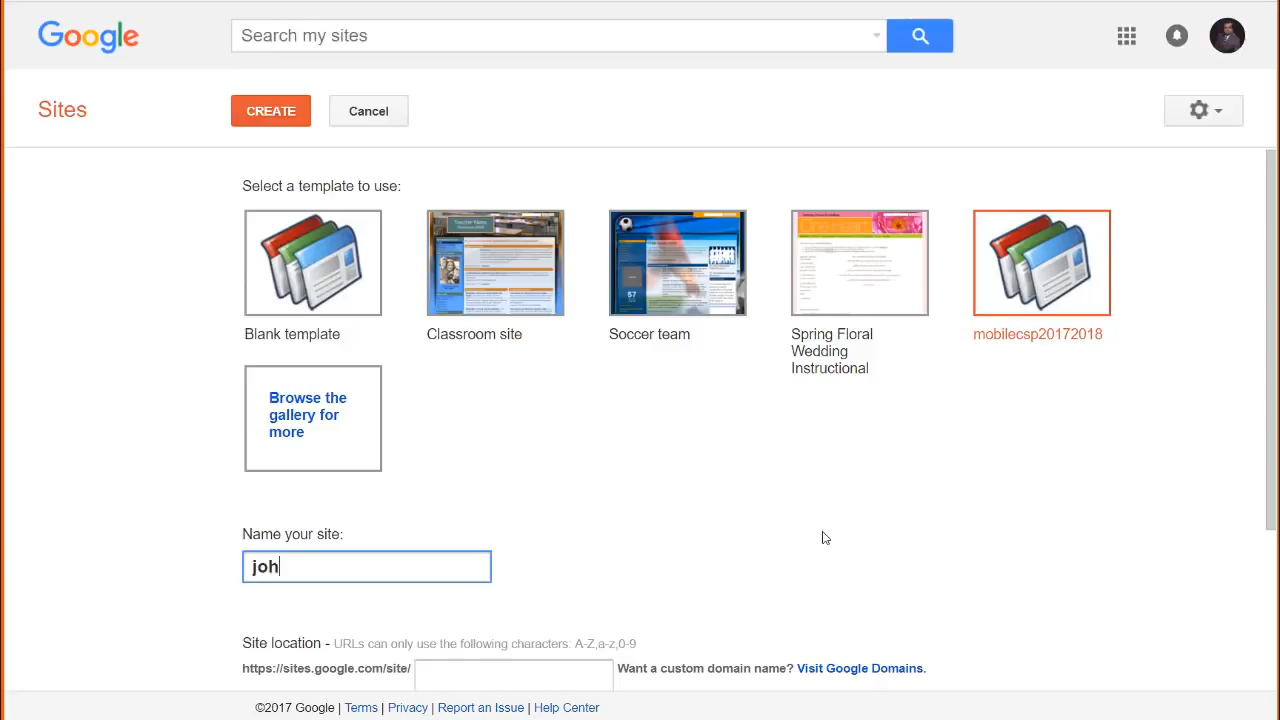 Google
Search my sites
Sites
CREATE
Cancel
Select a template to use:
Blank template
Classroom site
Soccer team
Spring Floral
Wedding
Instructional
mobilecsp20172018
Browse the
gallery for
more
Name your site:
joh
Site location - URLs can only use the following characters: A-Z,a-z,0-9
https://sites.google.com/site/
Want a custom domain name? Visit Google Domains.
©2017 Google | Terms | Privacy | Report an Issue | Help Center